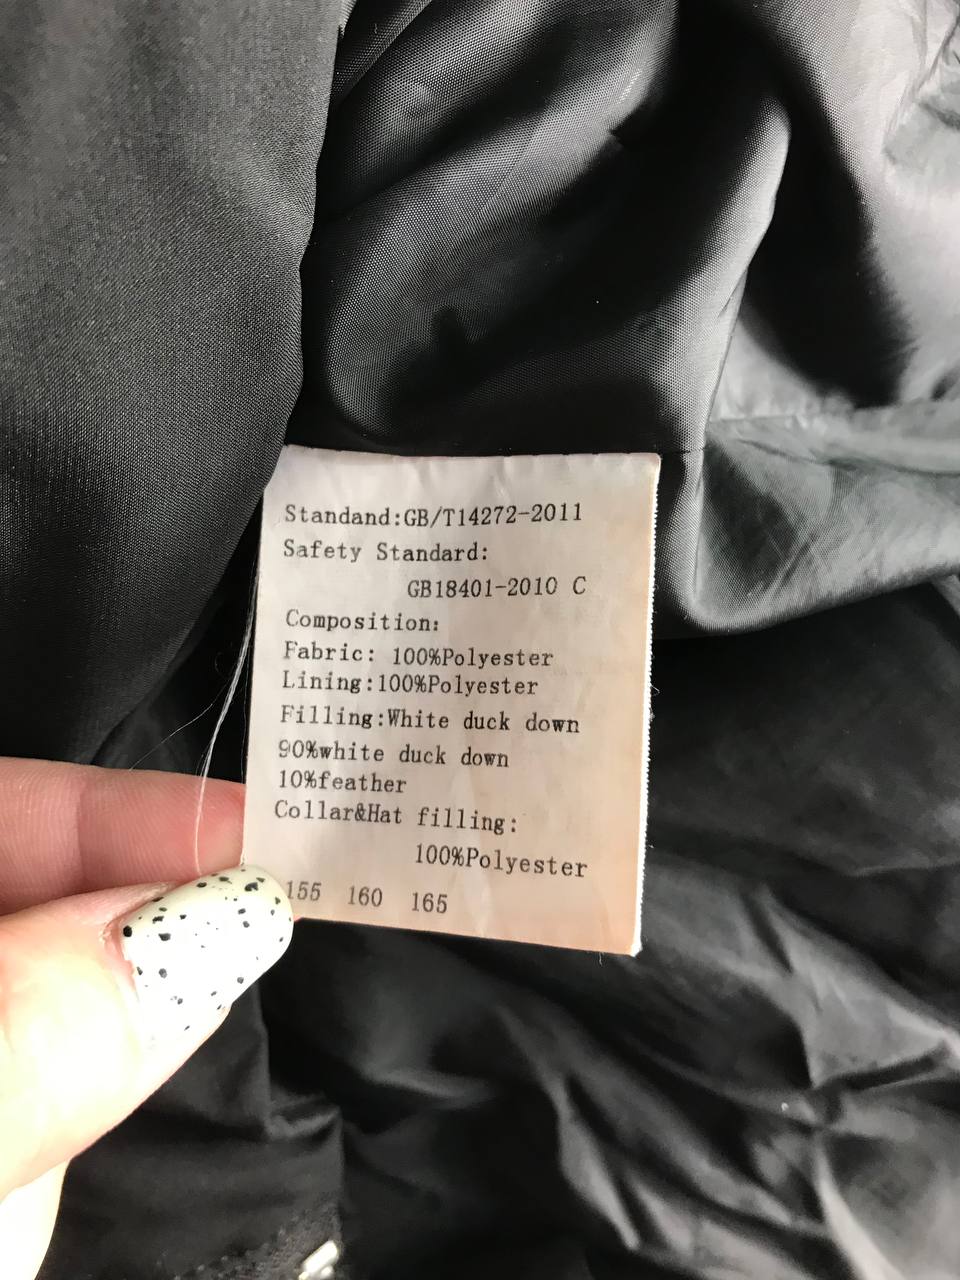 Standand:GB/T14272-2011
Safety Standard:
GB18401-2010 C
Composition:
Fabric: 100%Polyester
Lining:100%Polyester
Filling:White duck down
90%white duck down
10%feather
Collar&Hat filling:
100%Polyester
155 160 165